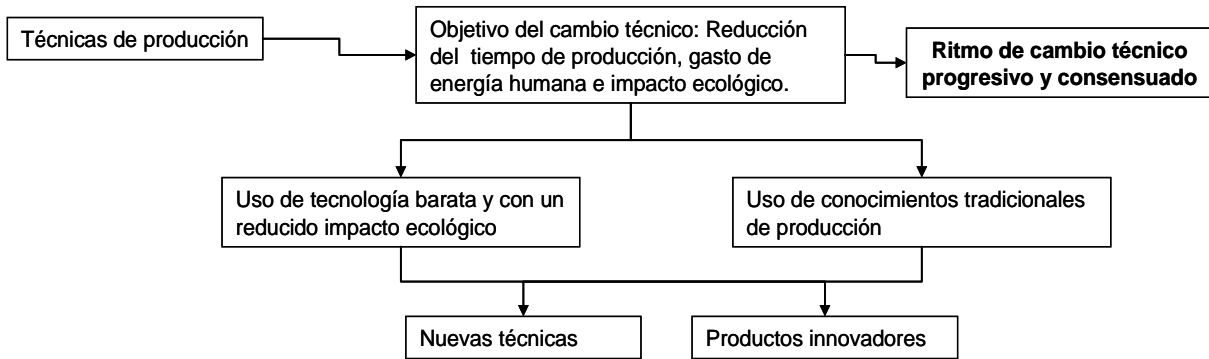 Técnicas de producción
Objetivo del cambio técnico: Reducción
del tiempo de producción, gasto de
energía humana e impacto ecológico.
Ritmo de cambio técnico
progresivo y consensuado
Uso de tecnología barata y con un
reducido impacto ecológico
Uso de conocimientos tradicionales
de producción
Nuevas técnicas
Productos innovadores